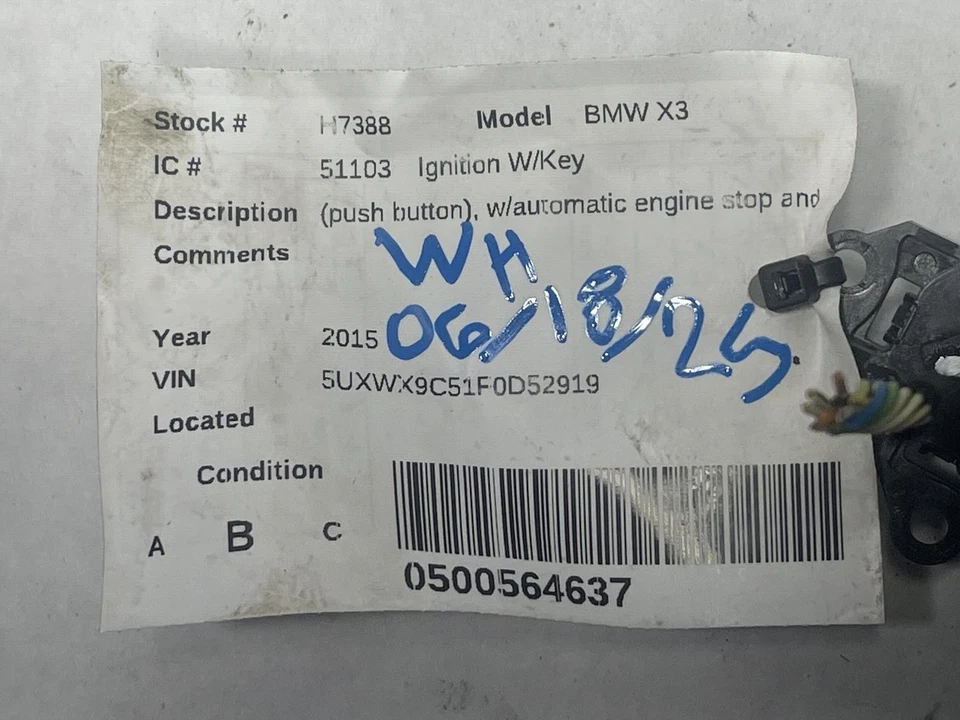 Stock # H7388 Model BMW X3
IC # 51103 Ignition W/Key
Description (push button), w/automatic engine stop and
Comments
WH
06/18/25
Year 2015
VIN 5UXWX9C51F0D52919
Located
Condition
A B C
0500564637